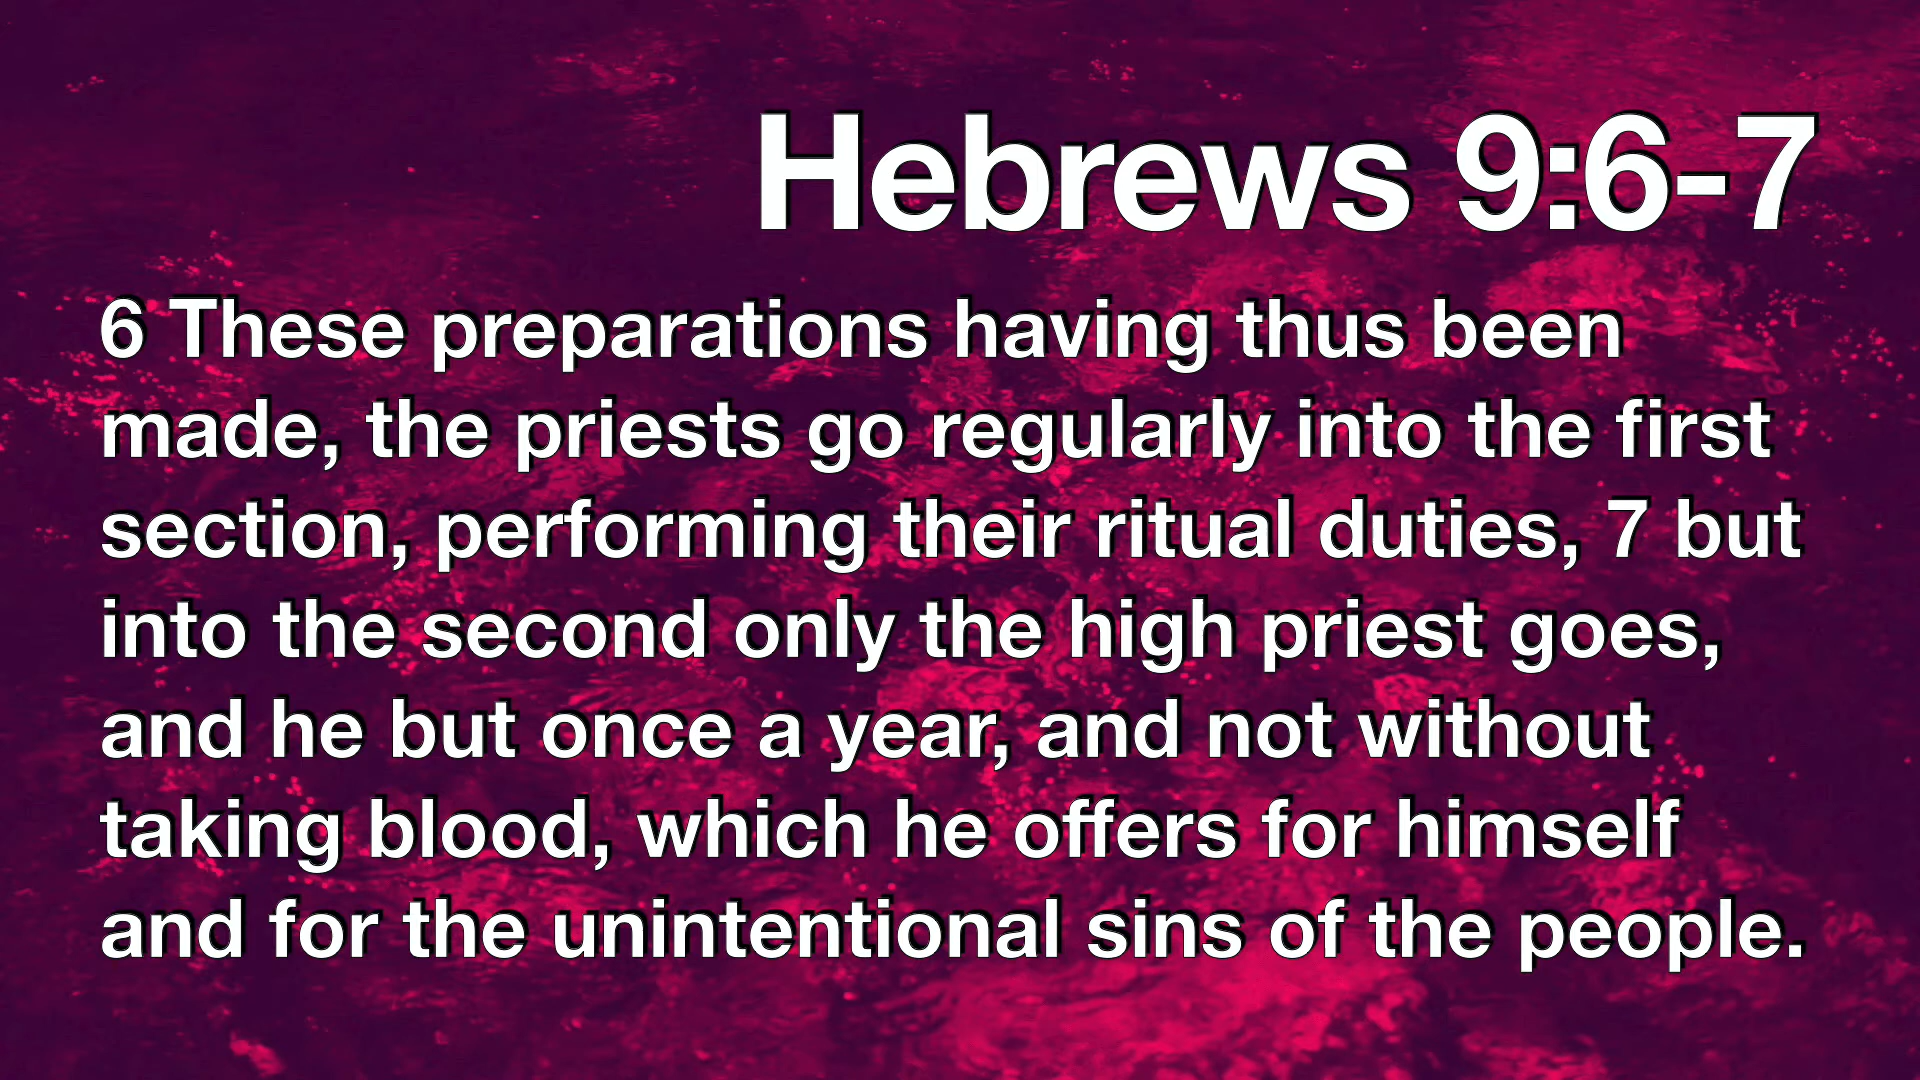 Hebrews 9:6-7
6 These preparations having thus been
made, the priests go regularly into the first
section, performing their ritual duties, 7 but
into the second only the high priest goes,
and he but once a year, and not without
taking blood, which he offers for himself
and for the unintentional sins of the people.